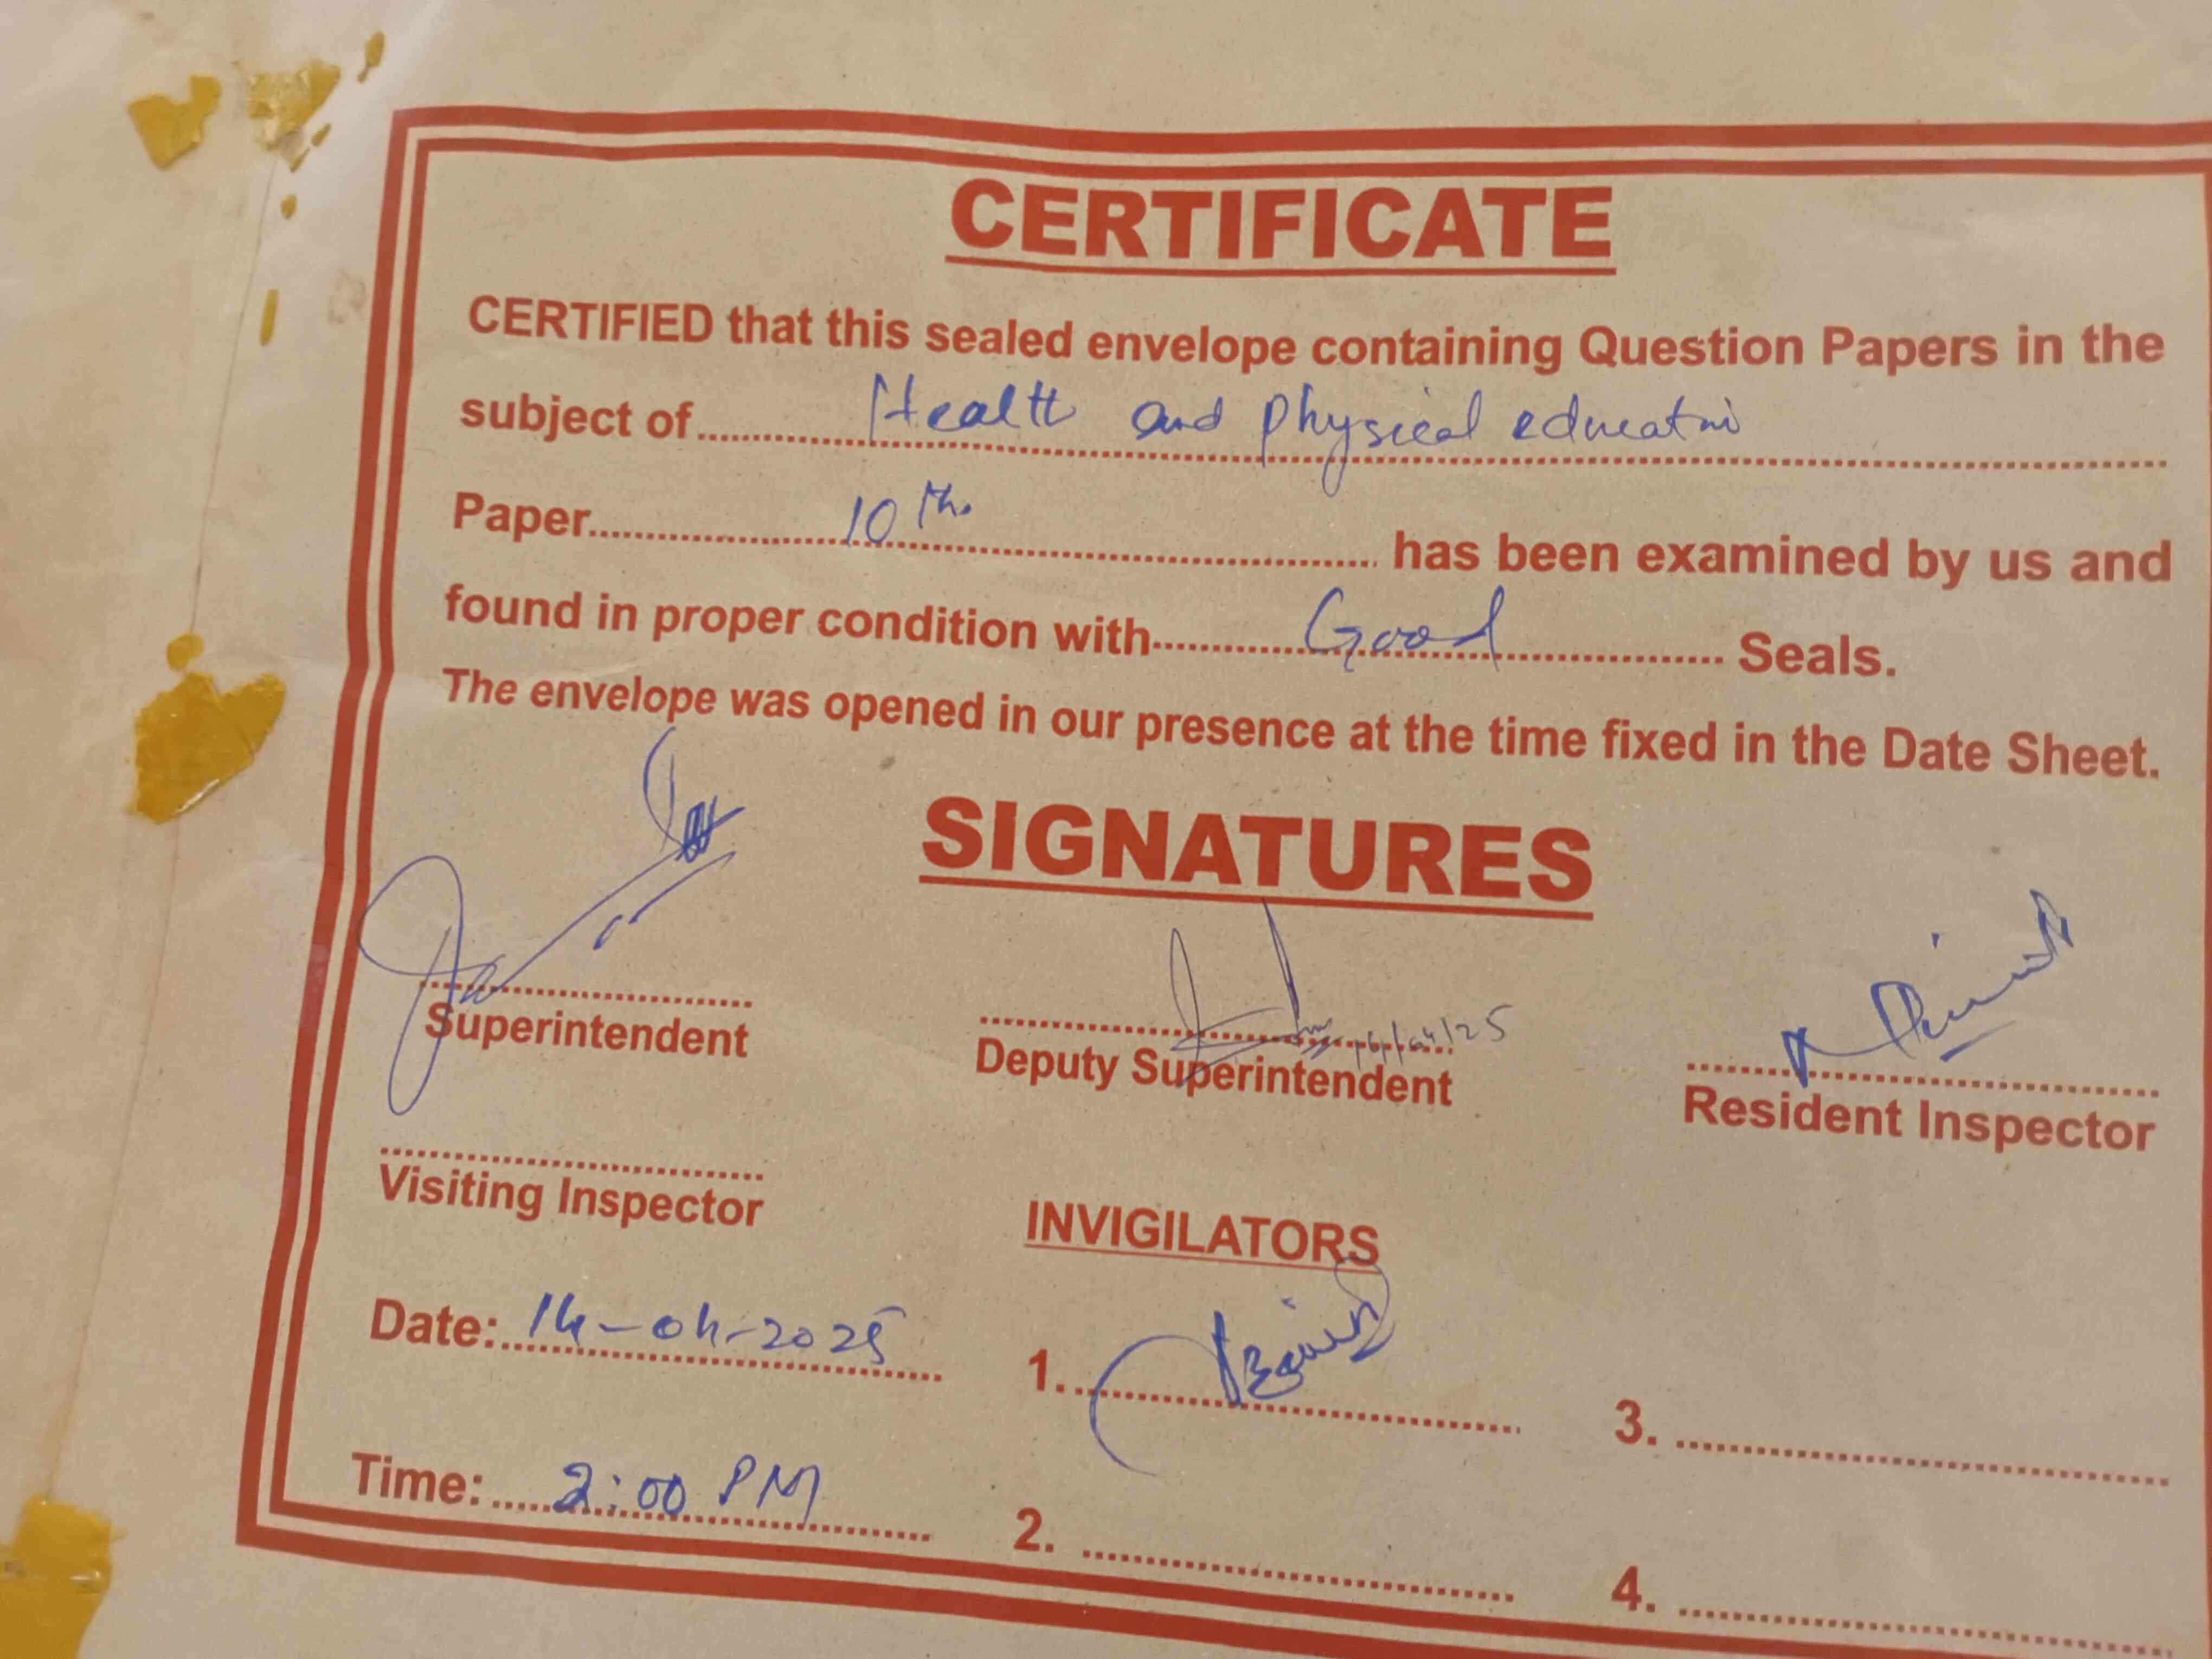 CERTIFICATE
CERTIFIED that this sealed envelope containing Question Papers in the
subject of Health and physical education
Paper 10th. has been examined by us and
found in proper condition with Good Seals.
The envelope was opened in our presence at the time fixed in the Date Sheet.
SIGNATURES
Superintendent
Deputy Superintendent
Resident Inspector
Visiting Inspector
INVIGILATORS
Date: 14-04-2025
1.
3.
Time: 2:00 PM
2.
4.